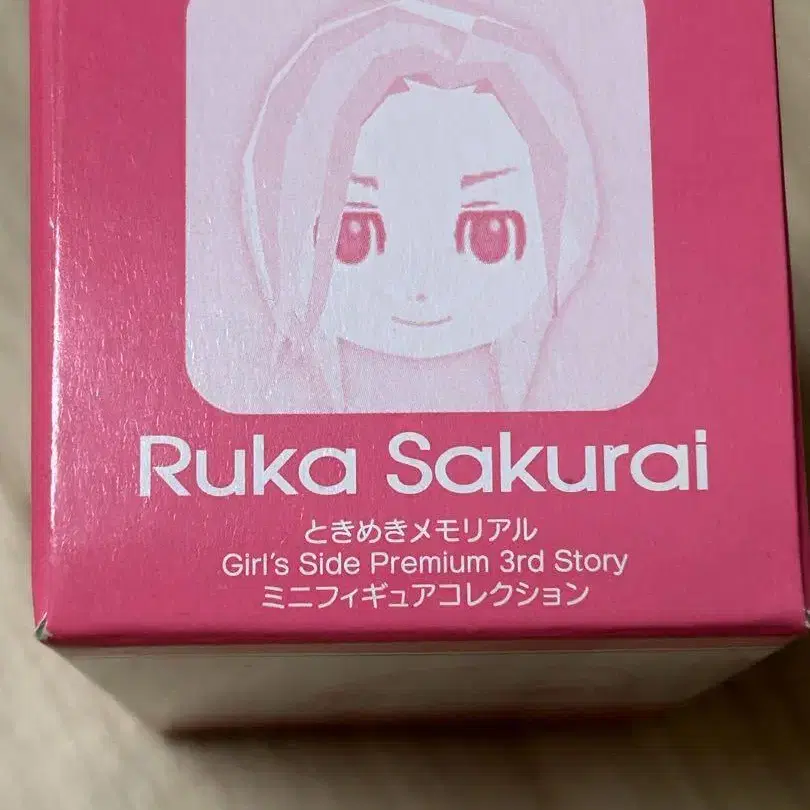 Ruka Sakurai
ときめきメモリアル
Girl's Side Premium 3rd Story
ミニフィギュアコレクション